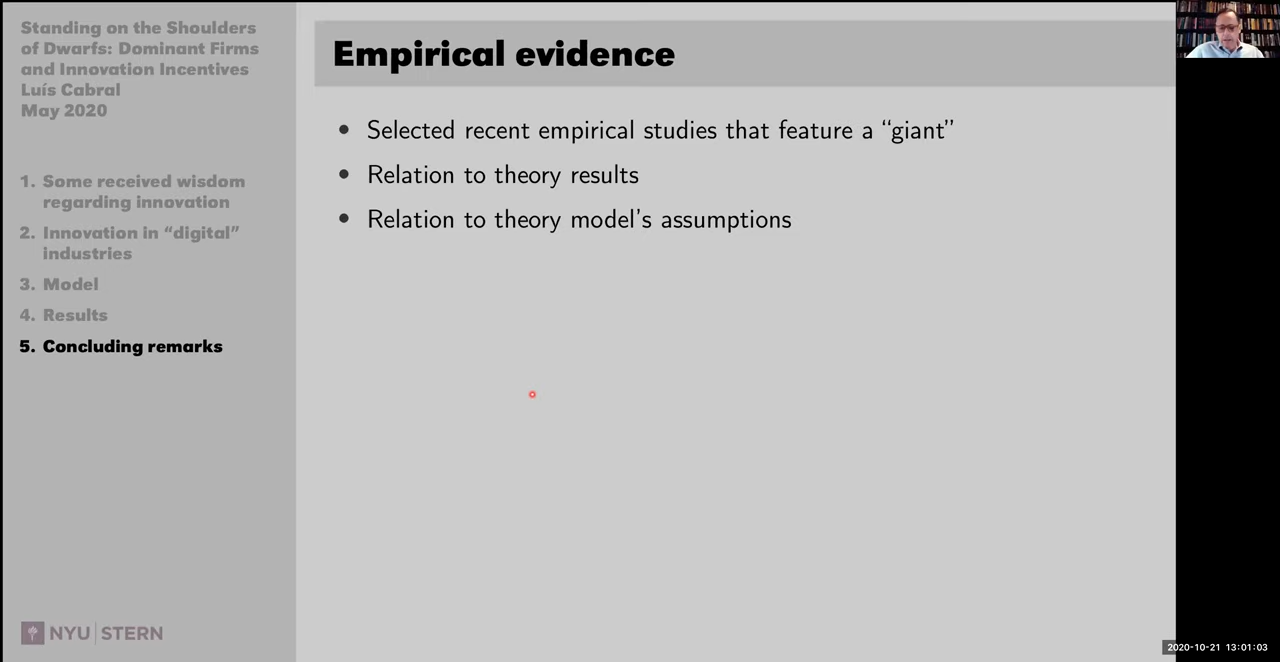 Standing on the Shoulders
of Dwarfs: Dominant Firms
and Innovation Incentives
Luís Cabral
May 2020
1. Some received wisdom
regarding innovation
2. Innovation in “digital”
industries
3. Model
4. Results
5. Concluding remarks
NYU STERN
Empirical evidence
• Selected recent empirical studies that feature a “giant”
• Relation to theory results
• Relation to theory model’s assumptions
2020-10-21 13:01:03